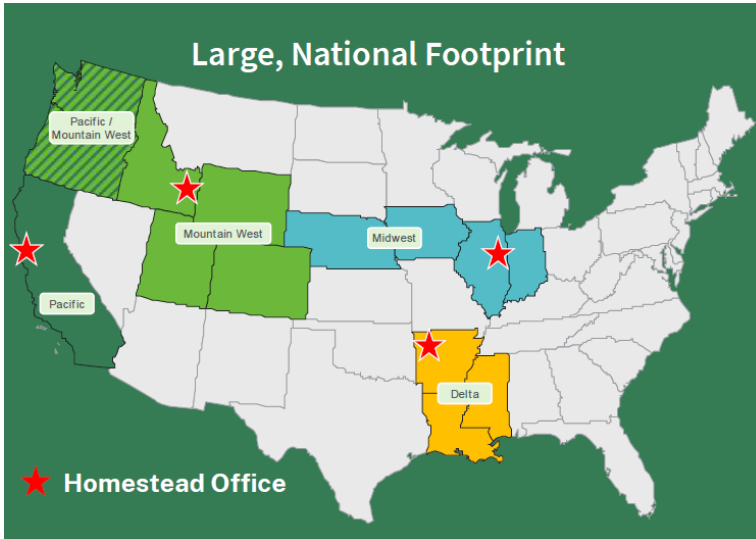 Large, National Footprint
Pacific /
Mountain West
Mountain West
Midwest
Pacific
Delta
Homestead Office